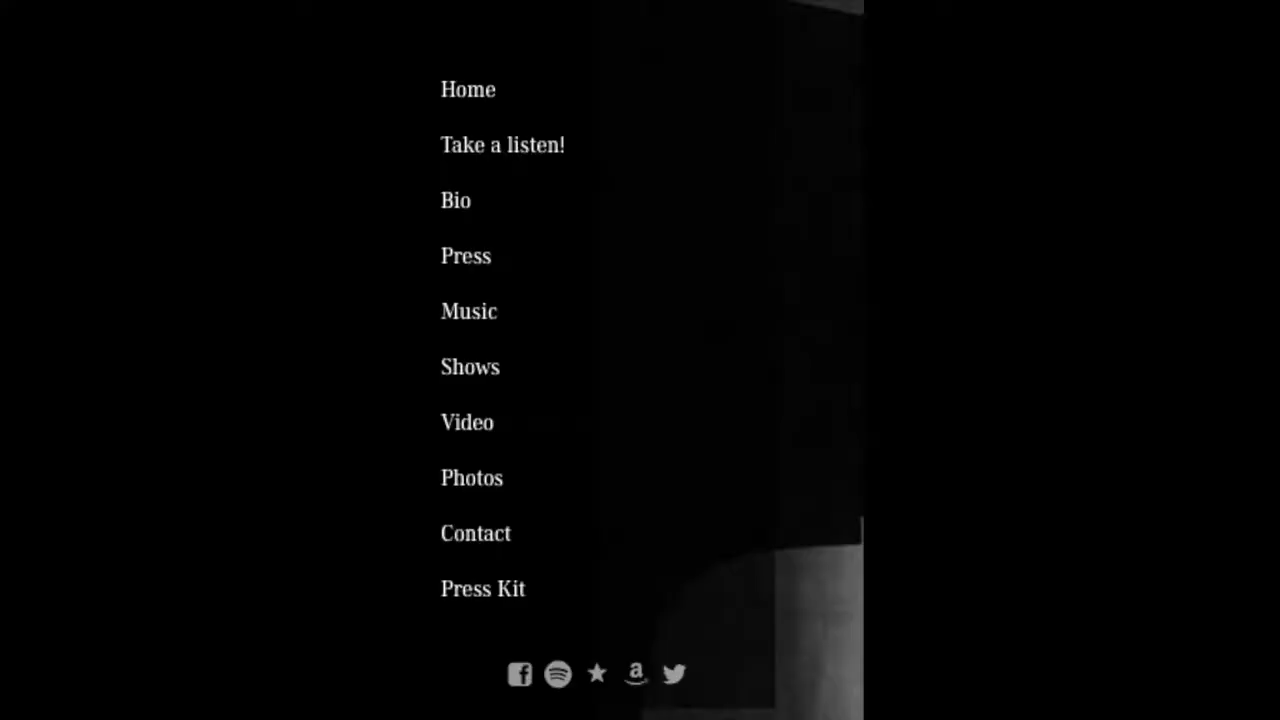 Home
Take a listen!
Bio
Press
Music
Shows
Video
Photos
Contact
Press Kit